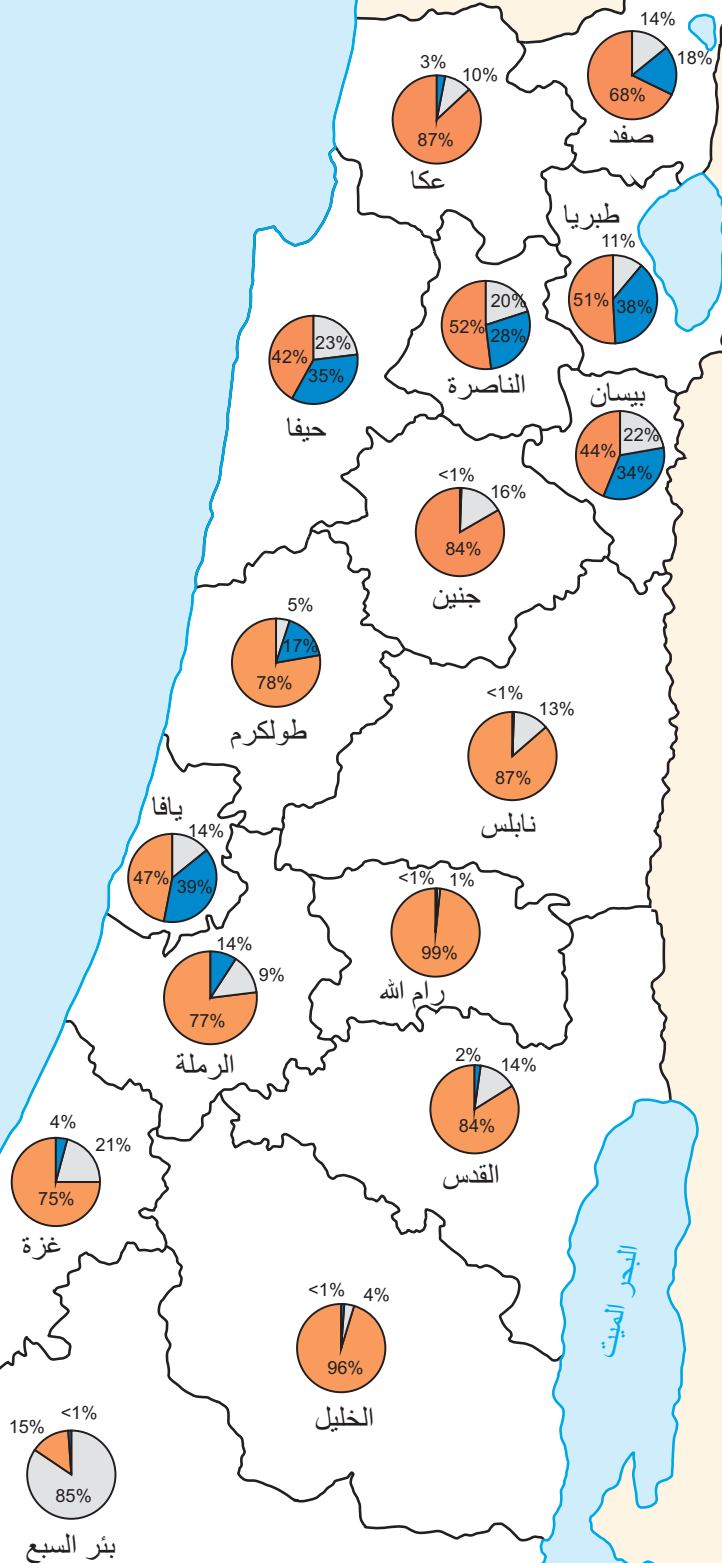 14%
18%
68%
صفد
3%
10%
87%
عكا
طبريا
11%
51%
38%
20%
52%
28%
الناصرة
23%
42%
35%
حيفا
بيسان
22%
44%
34%
<1%
16%
84%
جنين
5%
17%
78%
طولكرم
<1%
13%
87%
نابلس
يافا
14%
47%
39%
<1%
1%
99%
رام الله
14%
9%
77%
الرملة
2%
14%
84%
القدس
4%
21%
75%
غزة
البحر الميت
<1%
4%
96%
الخليل
15%
<1%
85%
بئر السبع